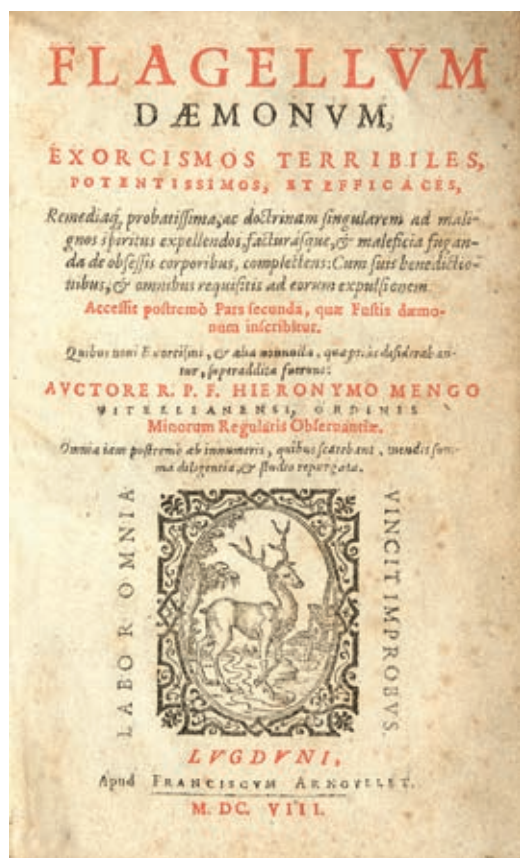 FLAGELLVM
DÆMONVM,
EXORCISMOS TERRIBILES,
POTENTISSIMOS, ET EFFICACES,
Remediaq́; probatiſſima, ac doctrinam ſingularem ad mali-
gnos ſpiritus expellendos, facturáſque, & maleficia fugan-
da de obſeſſis corporibus, complectens: Cum ſuis benedictio-
nibus, & omnibus requiſitis ad eorum expulſionem.
Acceſſit poſtremò Pars ſecunda, quæ Fuſtis dæmo-
num inſcribitur.
Quibus noui Exorciſmi, & alia nonnulla, quæ priùs deſideraban-
tur, ſuperaddita fuerunt:
AVCTORE R. P. F. HIERONYMO MENGO
VITELLIANENSI, ORDINIS
Minorum Regularis Obſeruantiæ.
Omnia iam poſtremò ab innumeris, quibus ſcatebant, mendis ſum-
ma diligentia, & ſtudio repurgata.
LABOR OMNIA
VINCIT IMPROBVS.
LVGDVNI,
Apud FRANCISCVM ARNOVLLET.
M. DC. VIII.